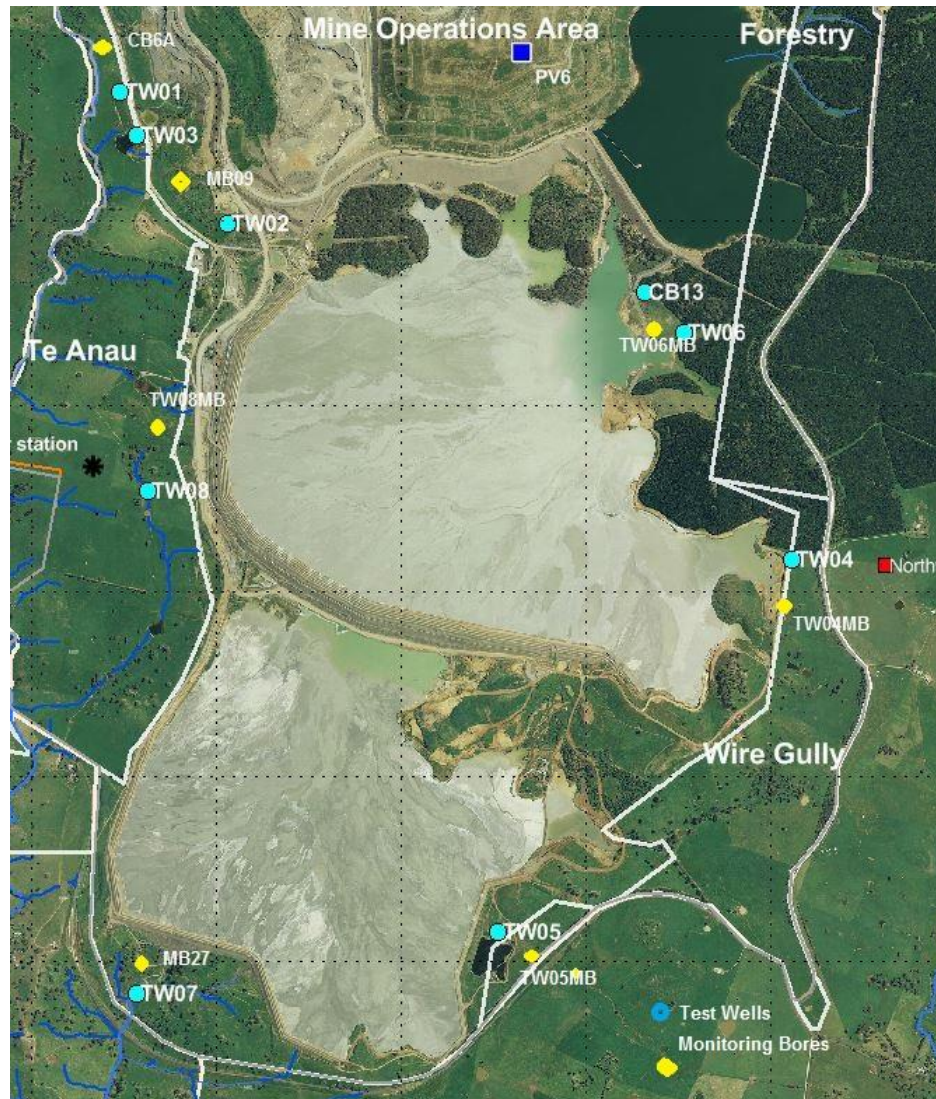 Mine Operations Area
Forestry
CB6A
PV6
TW01
TW03
MB09
TW02
CB13
TW06MB
TW06
Te Anau
TW08MB
station
TW08
TW04
North
TW04MB
Wire Gully
TW05
TW05MB
MB27
TW07
Test Wells
Monitoring Bores